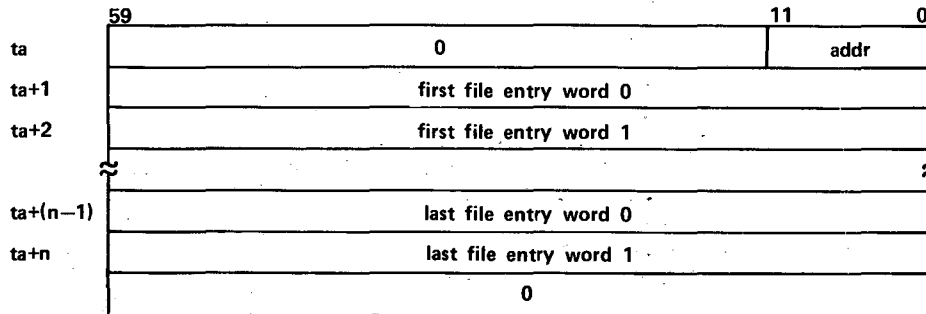 59 11 0
ta 0 addr
ta+1 first file entry word 0
ta+2 first file entry word 1
ta+(n−1) last file entry word 0
ta+n last file entry word 1
0